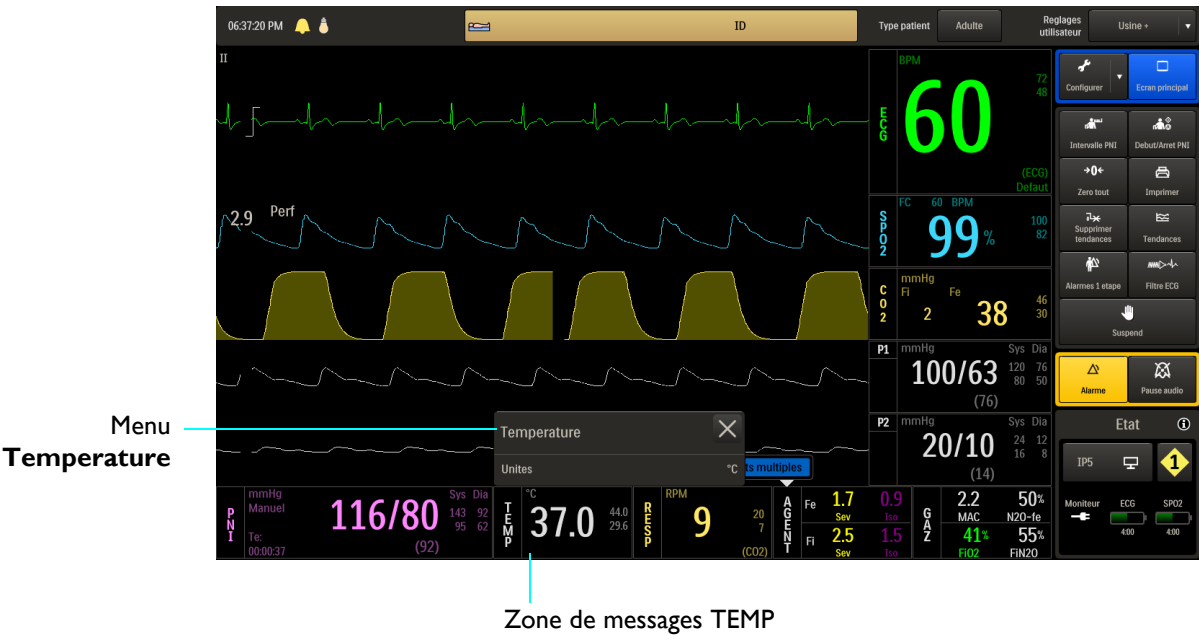 06:37:20 PM
ID
Type patient
Adulte
Reglages
utilisateur
Usine +
II
2.9 Perf
BPM
ECG
60
72
48
(ECG)
Defaut
FC 60 BPM
SPO2
99%
100
82
mmHg
CO2
Fi
Fe
2
38
46
30
P1 mmHg Sys Dia
100/63
120 76
80 50
(76)
P2 mmHg Sys Dia
20/10
24 12
16 8
(14)
Configurer
Ecran principal
Intervalle PNI
Debut/Arret PNI
→0←
Zero tout
Imprimer
Supprimer
tendances
Tendances
Alarmes 1 etape
Filtre ECG
Suspend
Alarme
Pause audio
Etat
IP5
1
Moniteur
ECG
SPO2
4:00
4:00
Menu
Temperature
Temperature
Unites °C
ts multiples
PNI
mmHg
Manuel
Sys Dia
116/80
143 92
95 62
Te:
00:00:37
(92)
TEMP
°C
37.0
44.0
29.6
RESP
RPM
9
20
7
(CO2)
AGENT
Fe 1.7 0.9
Sev Iso
Fi 2.5 1.5
Sev Iso
GAZ
2.2 50%
MAC N2O-fe
41% 55%
FiO2 FiN2O
Zone de messages TEMP